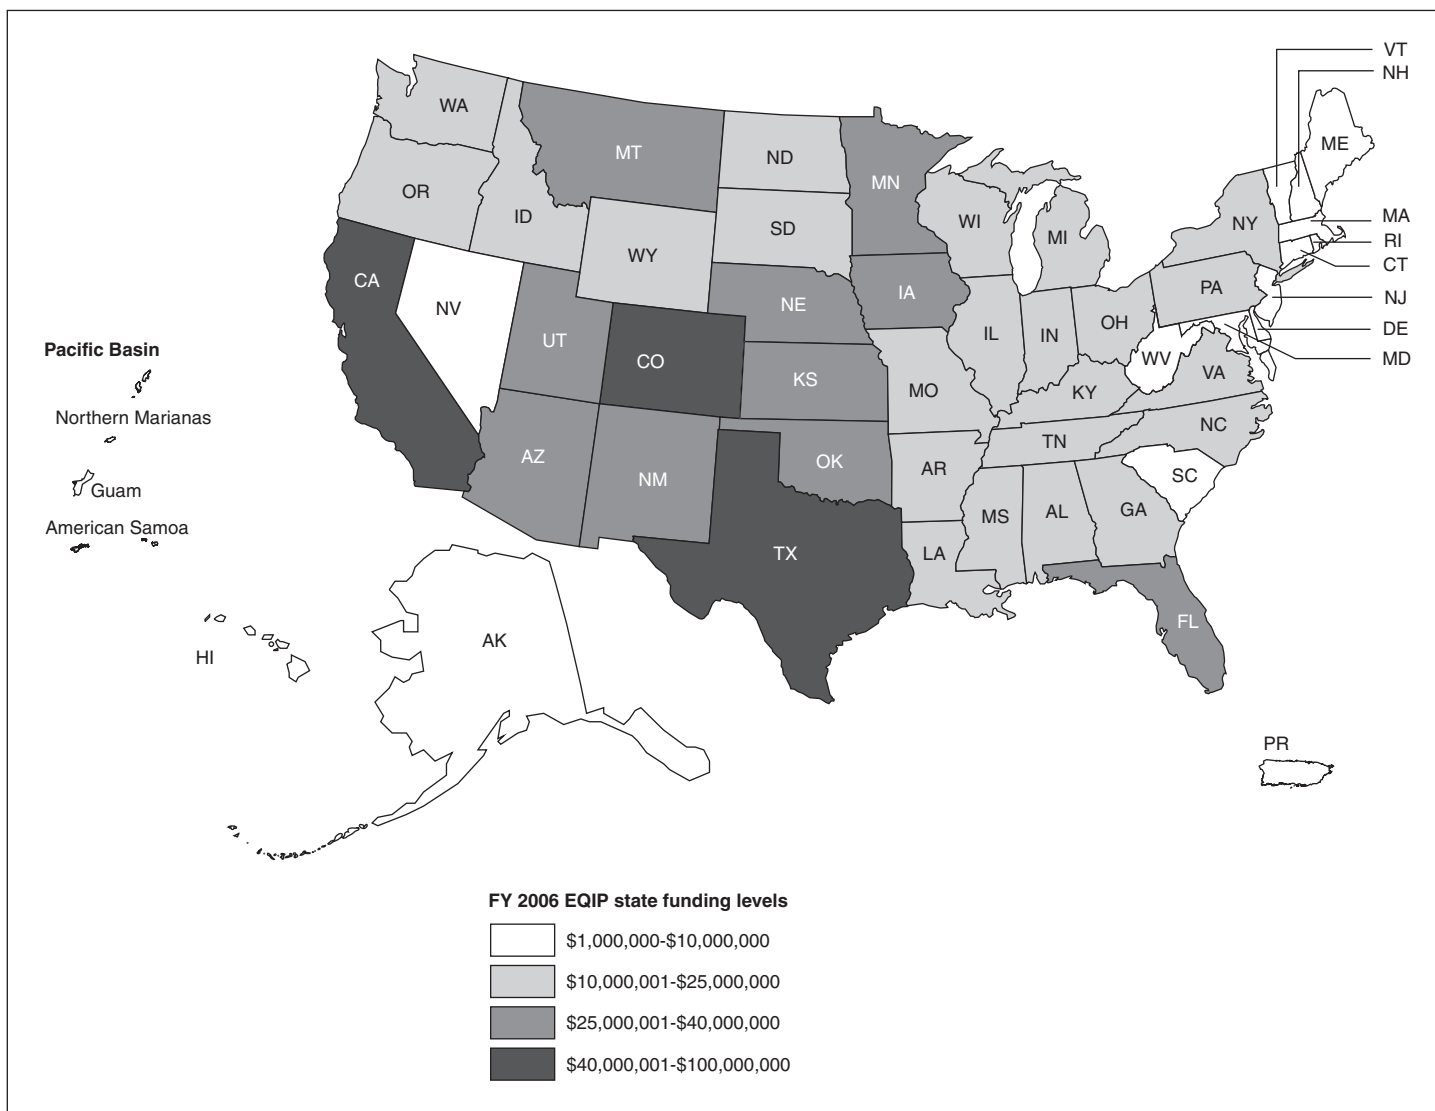 VT
NH
WA
ME
MT
ND
MN
OR
ID
WI
NY
MA
SD
MI
RI
WY
CT
CA
PA
NE
IA
NJ
NV
OH
DE
UT
IL
IN
Pacific Basin
CO
WV
MD
KS
VA
MO
KY
Northern Marianas
NC
TN
AZ
OK
AR
SC
NM
Guam
MS
AL
GA
American Samoa
TX
LA
FL
AK
HI
PR
FY 2006 EQIP state funding levels
$1,000,000-$10,000,000
$10,000,001-$25,000,000
$25,000,001-$40,000,000
$40,000,001-$100,000,000